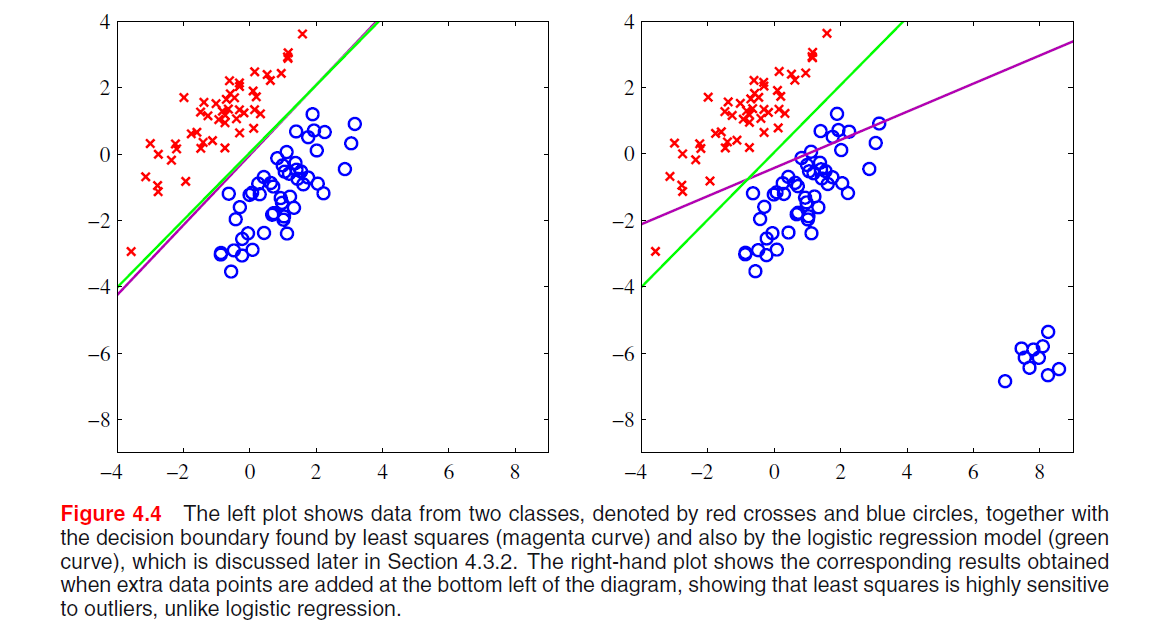 4
2
0
−2
−4
−6
−8
−4 −2 0 2 4 6 8
4
2
0
−2
−4
−6
−8
−4 −2 0 2 4 6 8
Figure 4.4 The left plot shows data from two classes, denoted by red crosses and blue circles, together with
the decision boundary found by least squares (magenta curve) and also by the logistic regression model (green
curve), which is discussed later in Section 4.3.2. The right-hand plot shows the corresponding results obtained
when extra data points are added at the bottom left of the diagram, showing that least squares is highly sensitive
to outliers, unlike logistic regression.